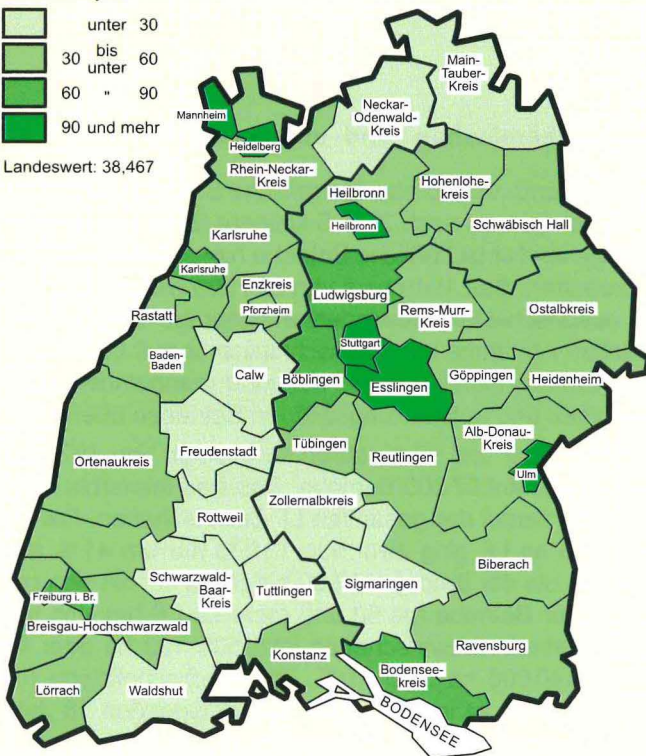 unter 30
30 bis unter 60
60 " 90
90 und mehr
Landeswert: 38,467
Main-
Tauber-
Kreis
Neckar-
Odenwald-
Kreis
Mannheim
Heidelberg
Rhein-Neckar-
Kreis
Heilbronn
Heilbronn
Hohenlohe-
kreis
Schwäbisch Hall
Karlsruhe
Karlsruhe
Enzkreis
Pforzheim
Ludwigsburg
Rems-Murr-
Kreis
Ostalbkreis
Rastatt
Baden-
Baden
Calw
Stuttgart
Böblingen
Esslingen
Göppingen
Heidenheim
Freudenstadt
Tübingen
Reutlingen
Alb-Donau-
Kreis
Ulm
Ortenaukreis
Rottweil
Zollernalbkreis
Biberach
Schwarzwald-
Baar-
Kreis
Tuttlingen
Sigmaringen
Freiburg i. Br.
Breisgau-Hochschwarzwald
Konstanz
Bodensee-
kreis
Ravensburg
Lörrach
Waldshut
BODENSEE